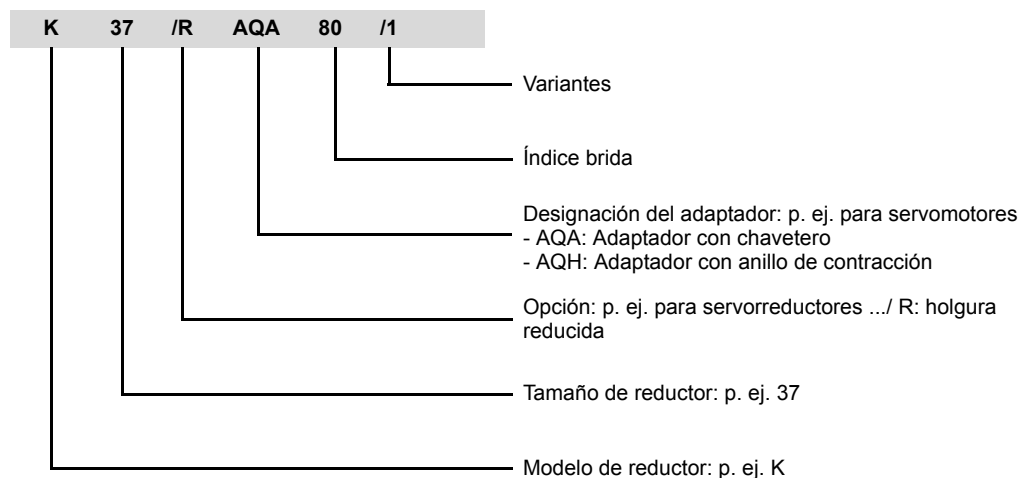 K 37 /R AQA 80 /1
Variantes
Índice brida
Designación del adaptador: p. ej. para servomotores
- AQA: Adaptador con chavetero
- AQH: Adaptador con anillo de contracción
Opción: p. ej. para servorreductores .../ R: holgura
reducida
Tamaño de reductor: p. ej. 37
Modelo de reductor: p. ej. K